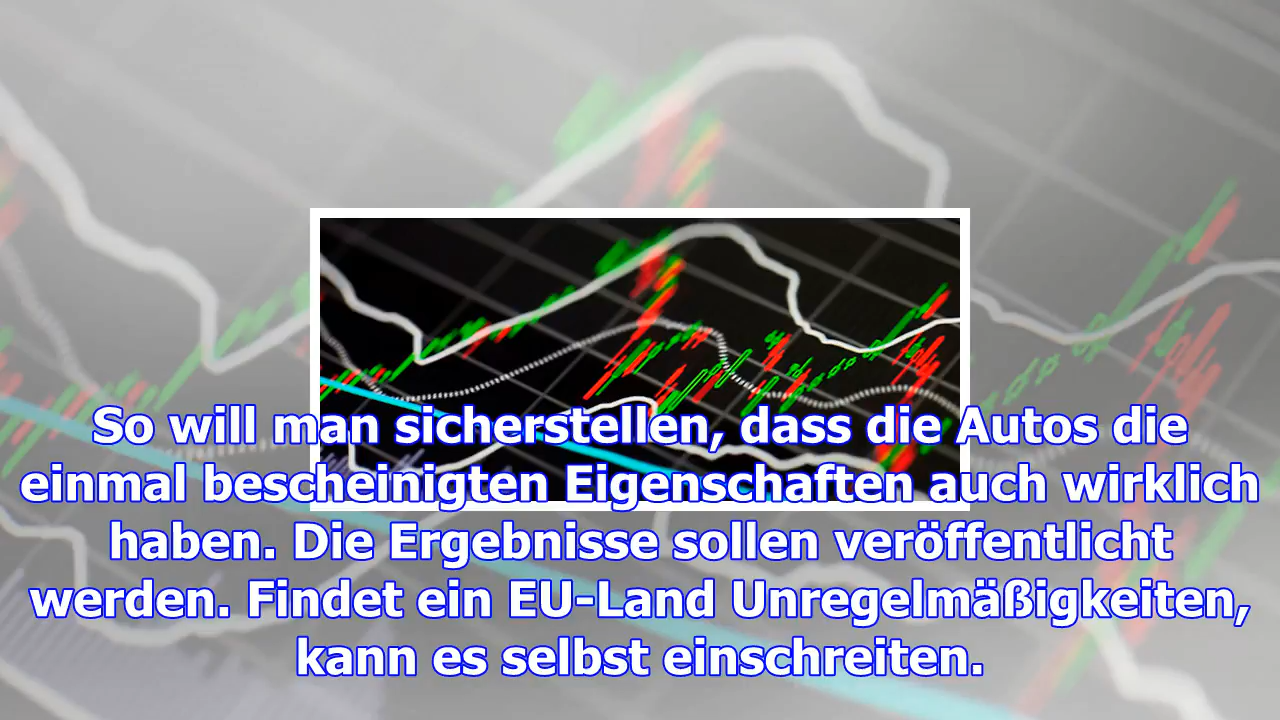 So will man sicherstellen, dass die Autos die
einmal bescheinigten Eigenschaften auch wirklich
haben. Die Ergebnisse sollen veröffentlicht
werden. Findet ein EU-Land Unregelmäßigkeiten,
kann es selbst einschreiten.